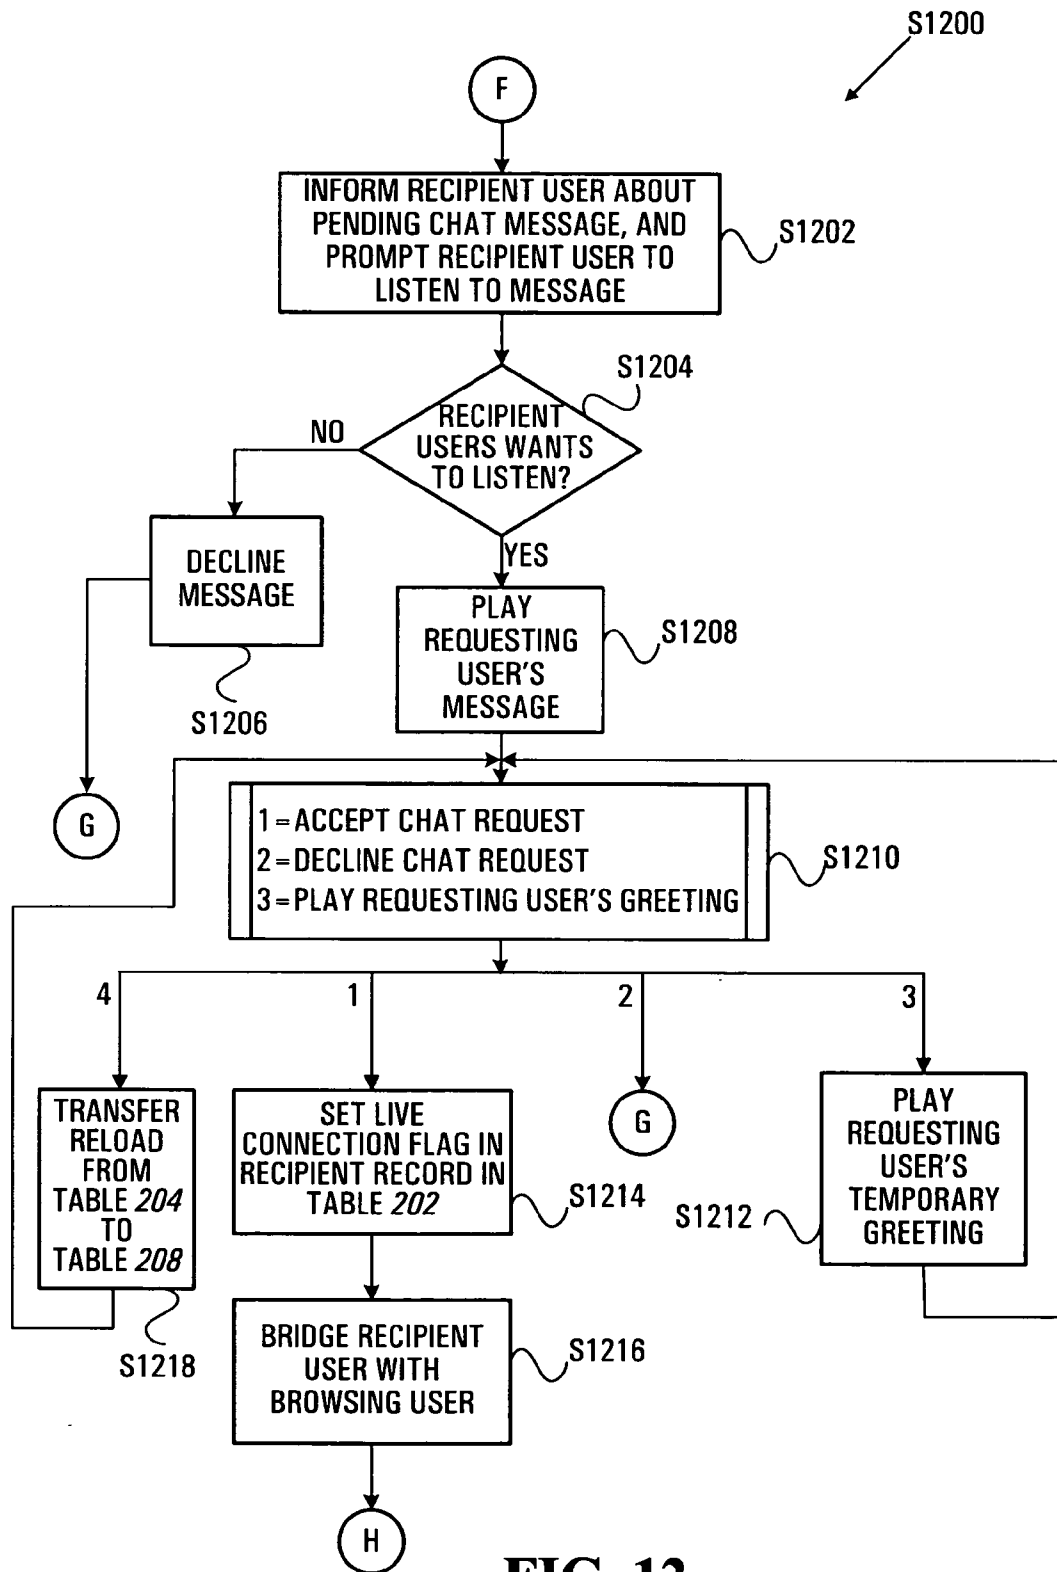 S1200
F
INFORM RECIPIENT USER ABOUT
PENDING CHAT MESSAGE, AND
PROMPT RECIPIENT USER TO
LISTEN TO MESSAGE
S1202
S1204
RECIPIENT
USERS WANTS
TO LISTEN?
NO
YES
DECLINE
MESSAGE
S1206
PLAY
REQUESTING
USER'S
MESSAGE
S1208
G
1=ACCEPT CHAT REQUEST
2=DECLINE CHAT REQUEST
3=PLAY REQUESTING USER'S GREETING
S1210
4
1
2
3
TRANSFER
RELOAD
FROM
TABLE 204
TO
TABLE 208
S1218
SET LIVE
CONNECTION FLAG IN
RECIPIENT RECORD IN
TABLE 202
S1214
G
PLAY
REQUESTING
USER'S
TEMPORARY
GREETING
S1212
BRIDGE RECIPIENT
USER WITH
BROWSING USER
S1216
H
FIG. 12